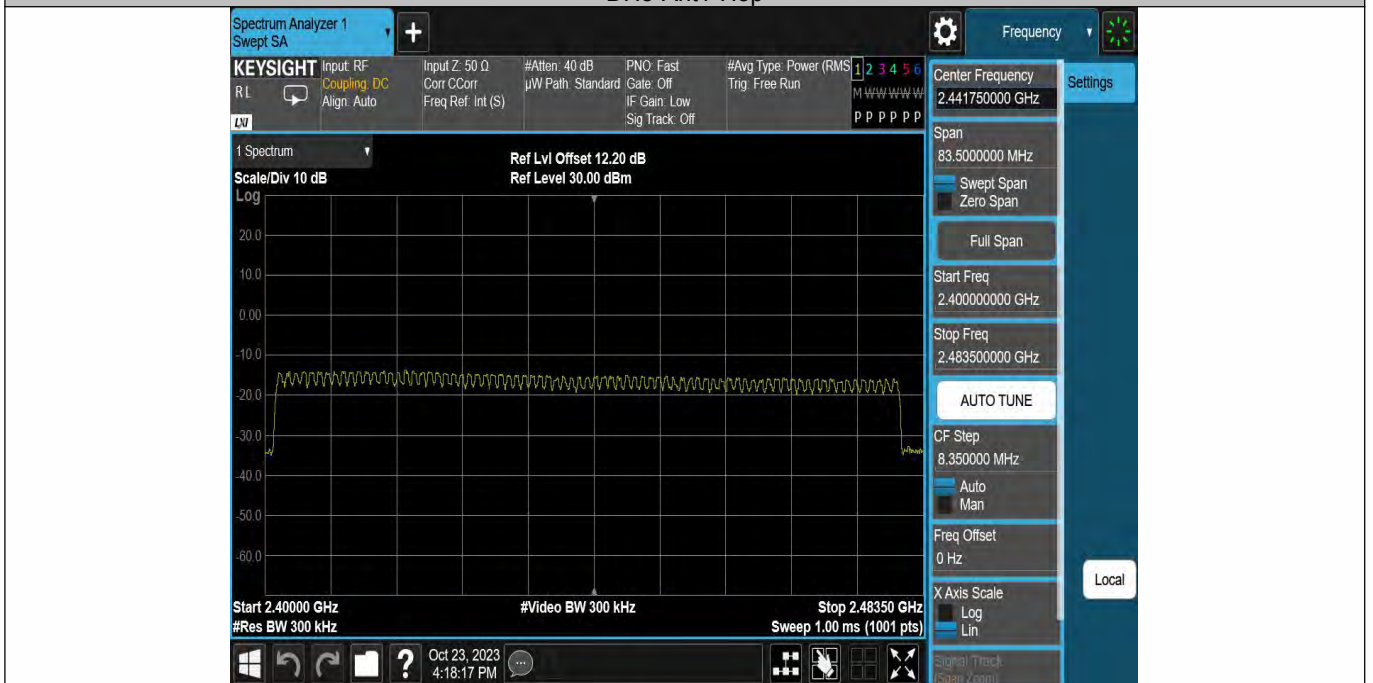 Spectrum Analyzer 1
Swept SA
Frequency
KEYSIGHT
RL
LXI
Input: RF
Coupling: DC
Align: Auto
Input Z: 50 Ω
Corr CCorr
Freq Ref: Int (S)
#Atten: 40 dB
µW Path: Standard
PNO: Fast
Gate: Off
IF Gain: Low
Sig Track: Off
#Avg Type: Power (RMS
Trig: Free Run
1 2 3 4 5 6
M W W W W W
P P P P P P
1 Spectrum
Scale/Div 10 dB
Ref Lvl Offset 12.20 dB
Ref Level 30.00 dBm
Log
20.0
10.0
0.00
-10.0
-20.0
-30.0
-40.0
-50.0
-60.0
Start 2.40000 GHz
#Res BW 300 kHz
#Video BW 300 kHz
Stop 2.48350 GHz
Sweep 1.00 ms (1001 pts)
Oct 23, 2023
4:18:17 PM
Center Frequency
2.441750000 GHz
Settings
Span
83.5000000 MHz
Swept Span
Zero Span
Full Span
Start Freq
2.400000000 GHz
Stop Freq
2.483500000 GHz
AUTO TUNE
CF Step
8.350000 MHz
Auto
Man
Freq Offset
0 Hz
X Axis Scale
Log
Lin
Local
Signal Track
(Span Zoom)